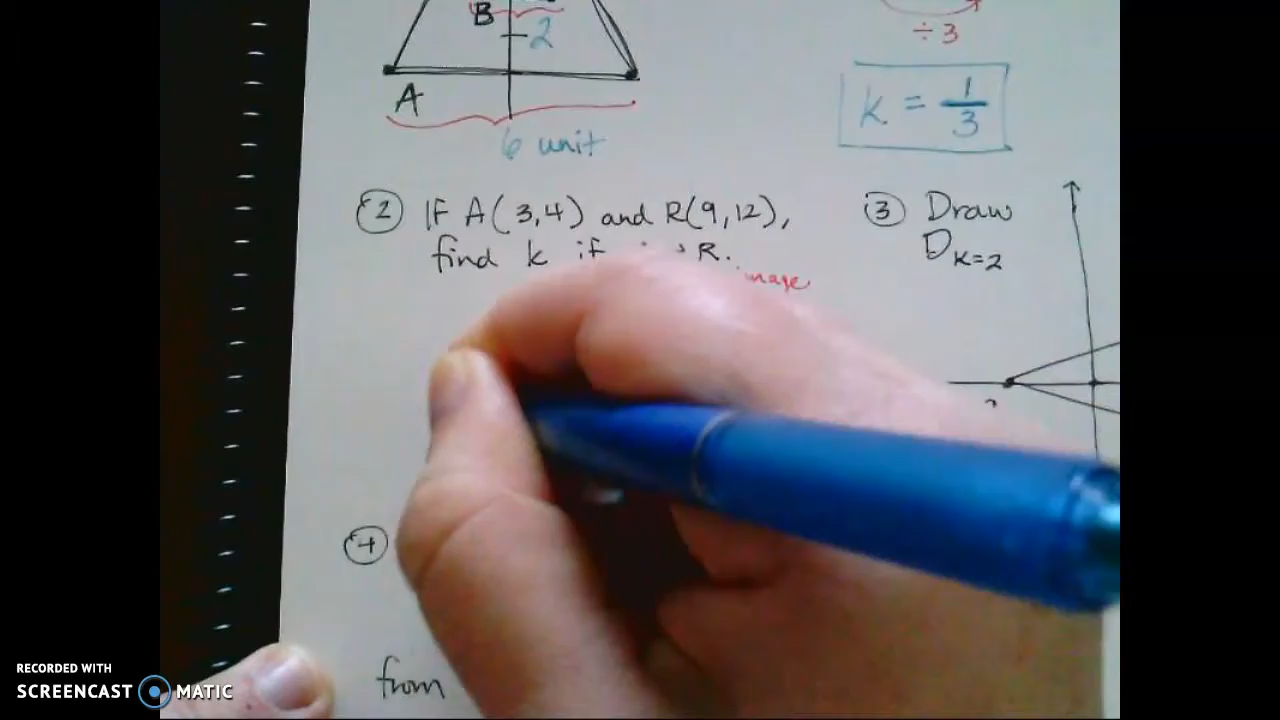 B
2
÷ 3
A
k = 1/3
6 unit
② If A(3,4) and R(9,12),
find k if R.
image
③ Draw
D K=2
④
from
RECORDED WITH
SCREENCAST MATIC